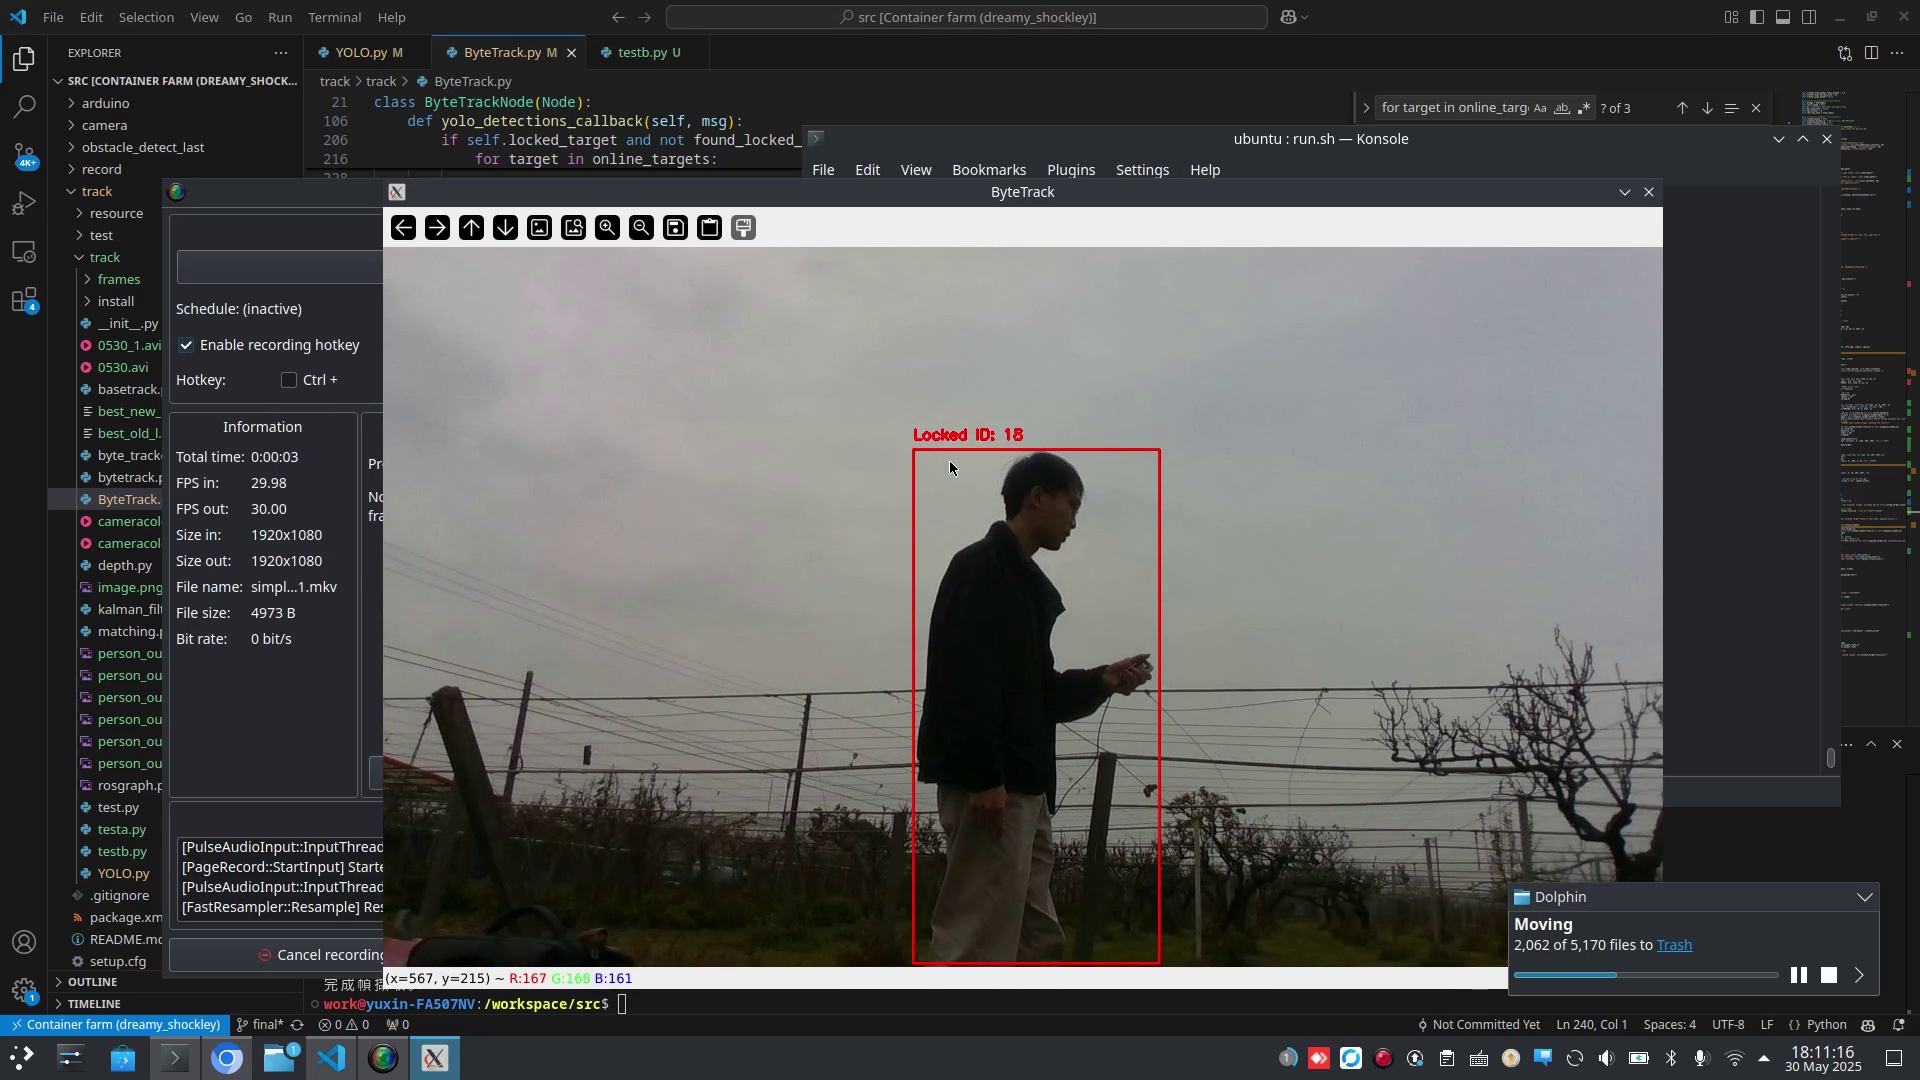 File Edit Selection View Go Run Terminal Help
src [Container farm (dreamy_shockley)]
EXPLORER
YOLO.py M
ByteTrack.py M
testb.py U
SRC [CONTAINER FARM (DREAMY_SHOCK...
track > track > ByteTrack.py
arduino
camera
obstacle_detect_last
record
track
resource
test
track
frames
install
__init__.py
0530_1.avi
0530.avi
basetrack.
best_new_
best_old_l.
byte_track
bytetrack.p
ByteTrack.
cameracol
cameracol
depth.py
image.png
kalman_filt
matching.p
person_ou
person_ou
person_ou
person_ou
person_ou
person_ou
rosgraph.p
test.py
testa.py
testb.py
YOLO.py
.gitignore
package.xm
README.md
setup.cfg
OUTLINE
TIMELINE
21 class ByteTrackNode(Node):
106 def yolo_detections_callback(self, msg):
206 if self.locked_target and not found_locked_
216 for target in online_targets:
for target in online_targ
Aa ab
? of 3
ubuntu : run.sh — Konsole
File Edit View Bookmarks Plugins Settings Help
ByteTrack
Schedule: (inactive)
Enable recording hotkey
Hotkey: Ctrl +
Information
Total time: 0:00:03
FPS in: 29.98
FPS out: 30.00
Size in: 1920x1080
Size out: 1920x1080
File name: simpl...1.mkv
File size: 4973 B
Bit rate: 0 bit/s
Pr
No
fra
[PulseAudioInput::InputThread
[PageRecord::StartInput] Starte
[PulseAudioInput::InputThread
[FastResampler::Resample] Res
Cancel recording
Locked ID: 18
(x=567, y=215) ~ R:167 G:168 B:161
work@yuxin-FA507NV:/workspace/src$
Dolphin
Moving
2,062 of 5,170 files to Trash
4K+
4
1
Container farm (dreamy_shockley) final* 0 0 0
Not Committed Yet Ln 240, Col 1 Spaces: 4 UTF-8 LF {} Python
1
1
18:11:16
30 May 2025